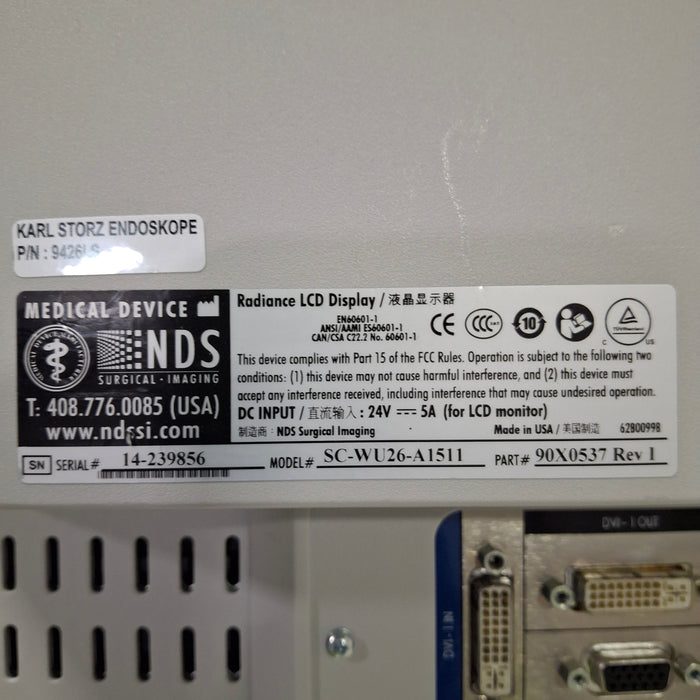 KARL STORZ ENDOSKOPE
P/N : 9426LS
MEDICAL DEVICE
NDS
SURGICAL · IMAGING
T: 408.776.0085 (USA)
www.ndssi.com
Radiance LCD Display / 液晶显示器
EN60601-1
ANSI/AAMI ES60601-1
CAN/CSA C22.2 No. 60601-1
CE
CCC
10
C US
This device complies with Part 15 of the FCC Rules. Operation is subject to the following two
conditions: (1) this device may not cause harmful interference, and (2) this device must
accept any interference received, including interference that may cause undesired operation.
DC INPUT / 直流输入 : 24V ⎓ 5A (for LCD monitor)
制造商 : NDS Surgical Imaging
Made in USA / 美国制造 62B0099B
SN SERIAL# 14-239856 MODEL# SC-WU26-A1511 PART# 90X0537 Rev 1
DVI-I OUT